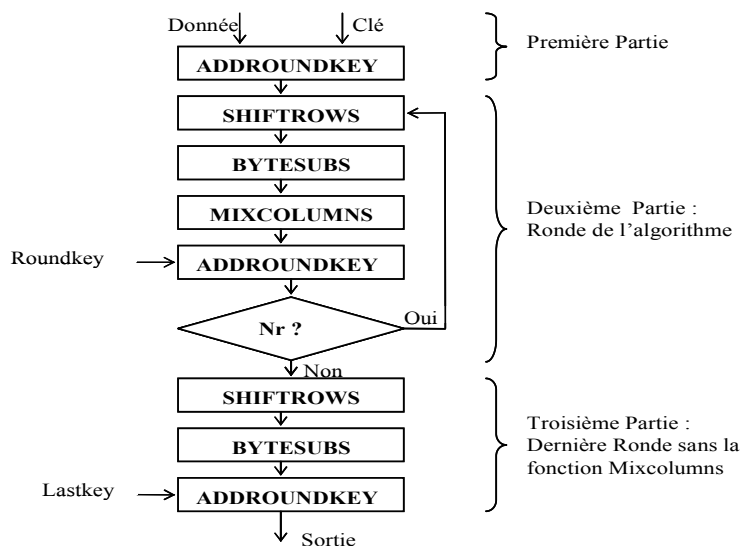 Donnée
Clé
ADDROUNDKEY
Première Partie
SHIFTROWS
BYTESUBS
MIXCOLUMNS
Roundkey
ADDROUNDKEY
Deuxième Partie :
Ronde de l'algorithme
Nr ?
Oui
Non
SHIFTROWS
BYTESUBS
Lastkey
ADDROUNDKEY
Troisième Partie :
Dernière Ronde sans la
fonction Mixcolumns
Sortie